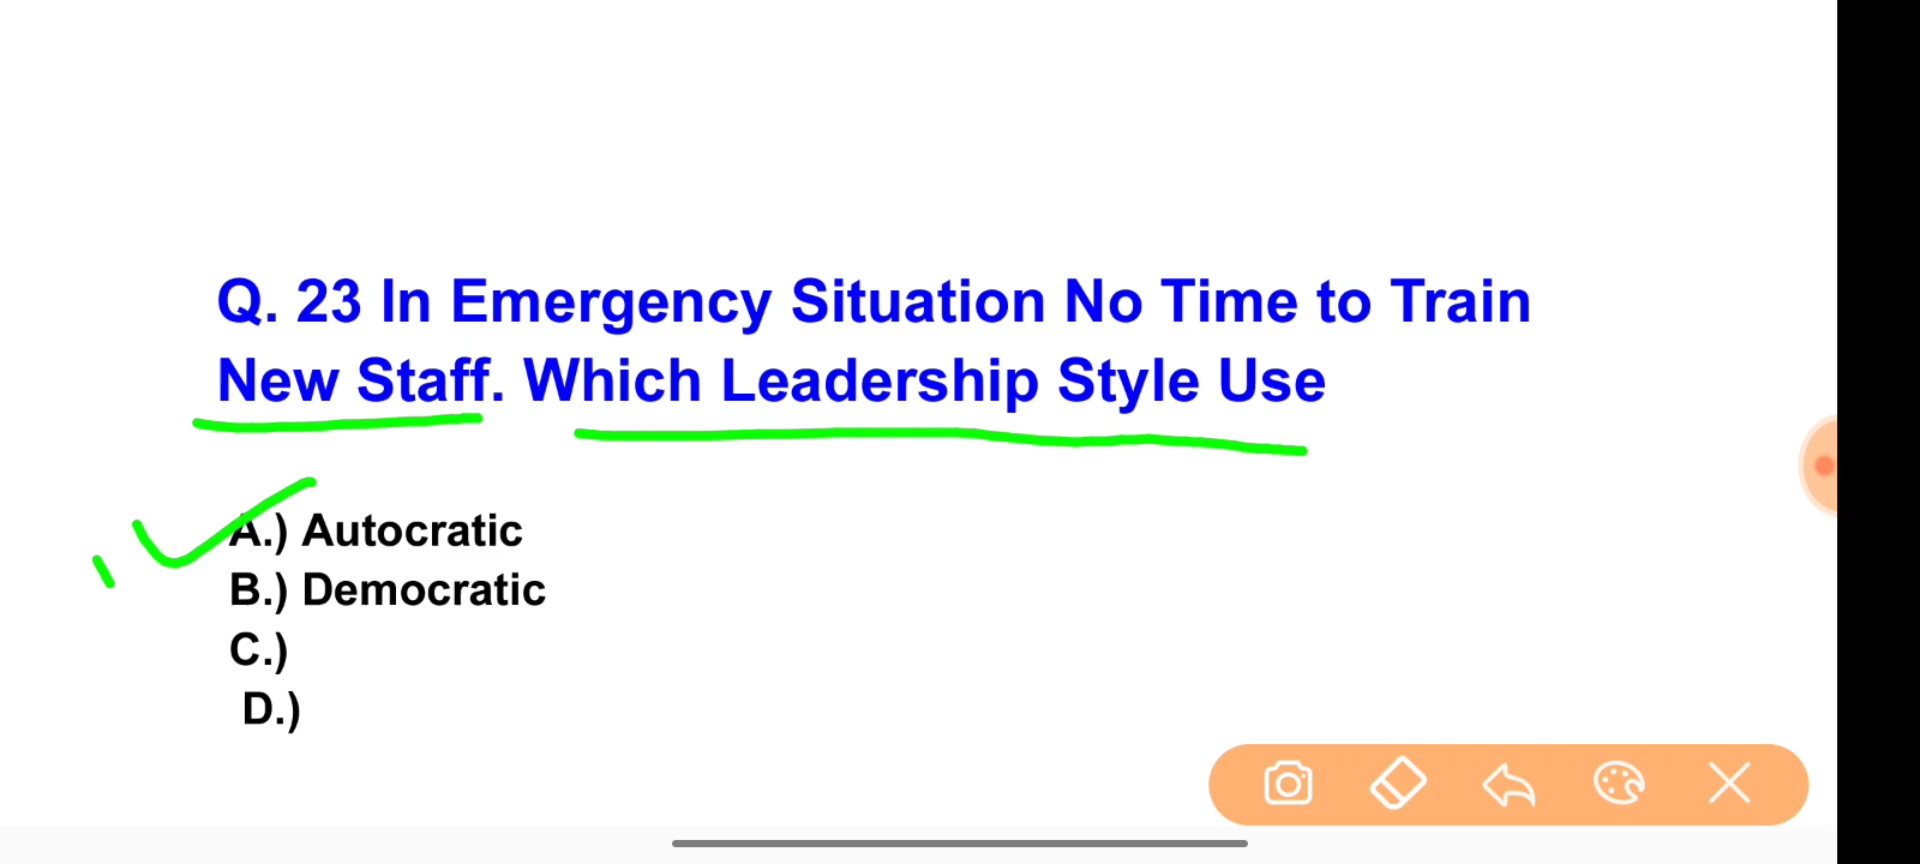 Q. 23 In Emergency Situation No Time to Train
New Staff. Which Leadership Style Use
A.) Autocratic
B.) Democratic
C.)
D.)